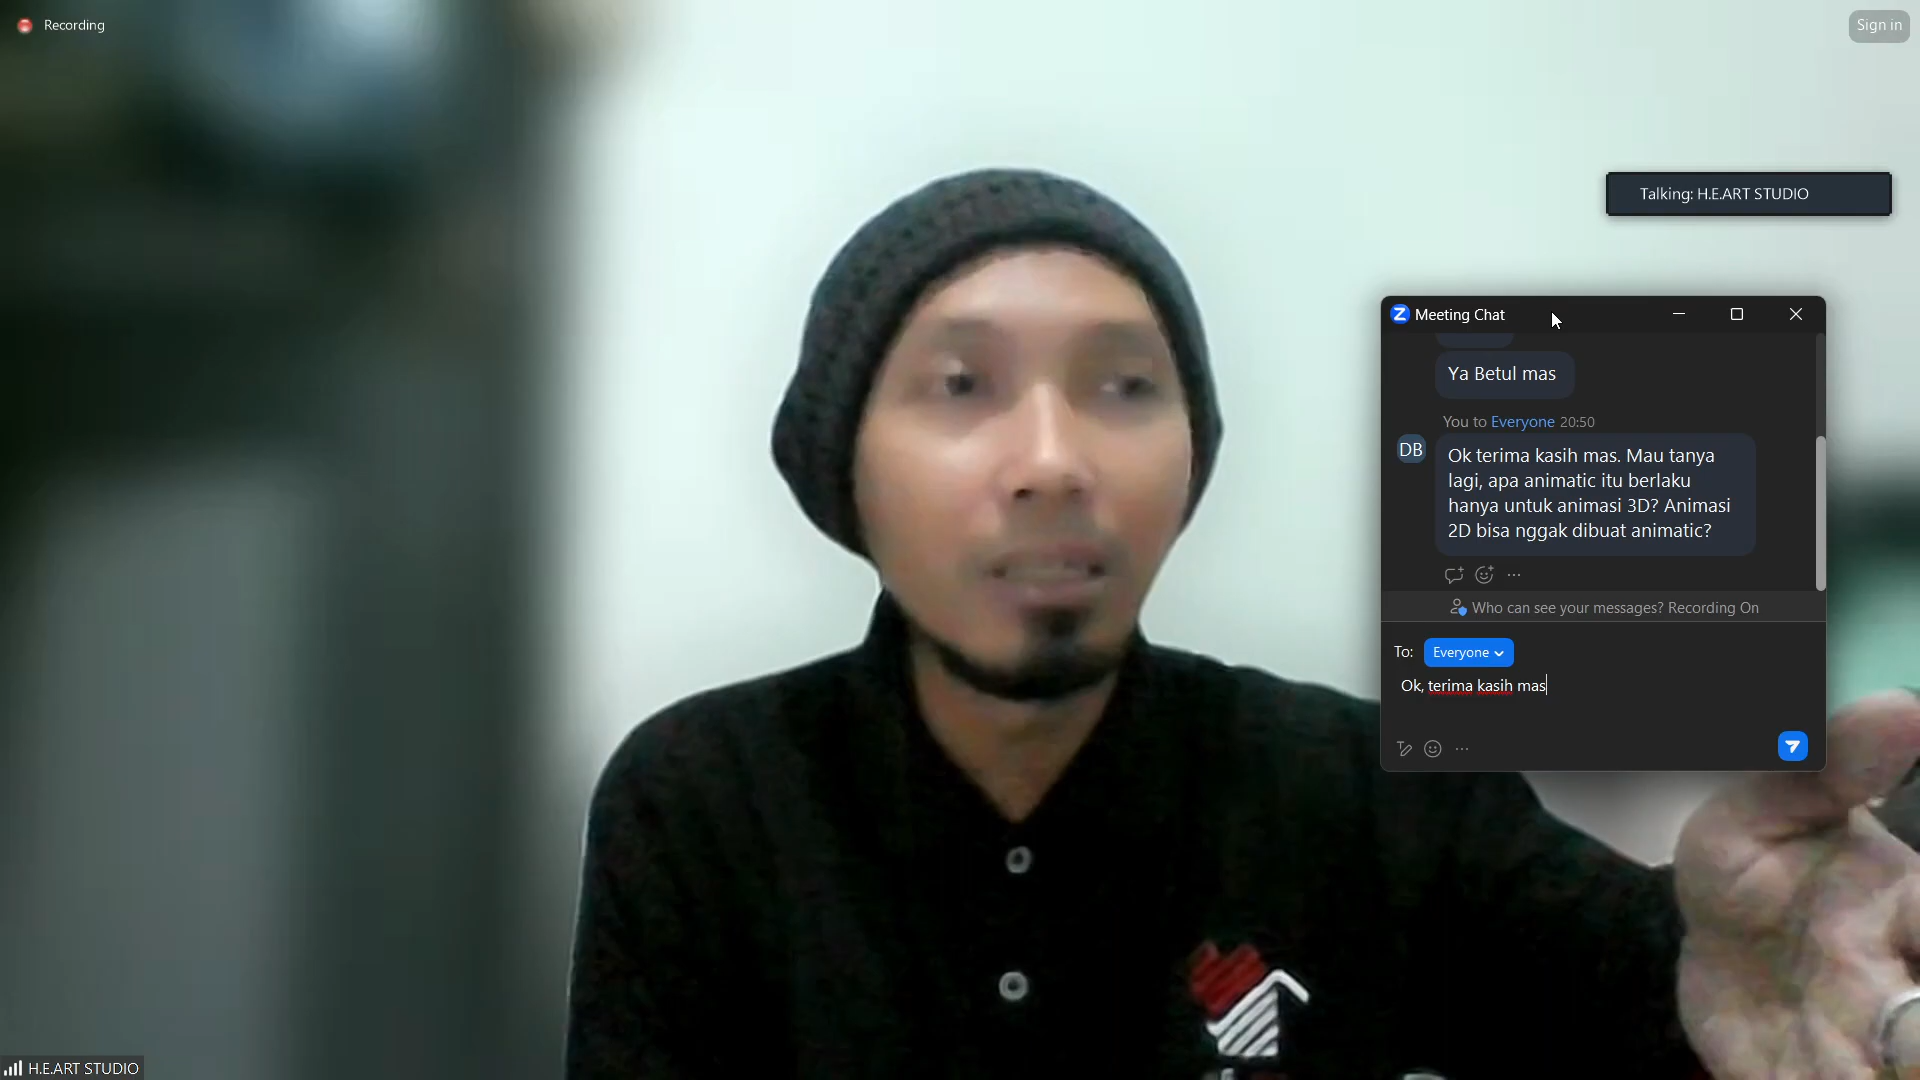 Recording
Sign in
Talking: H.E.ART STUDIO
Meeting Chat
Ya Betul mas
You to Everyone 20:50
DB
Ok terima kasih mas. Mau tanya
lagi, apa animatic itu berlaku
hanya untuk animasi 3D? Animasi
2D bisa nggak dibuat animatic?
Who can see your messages? Recording On
To: Everyone
Ok, terima kasih mas
H.E.ART STUDIO